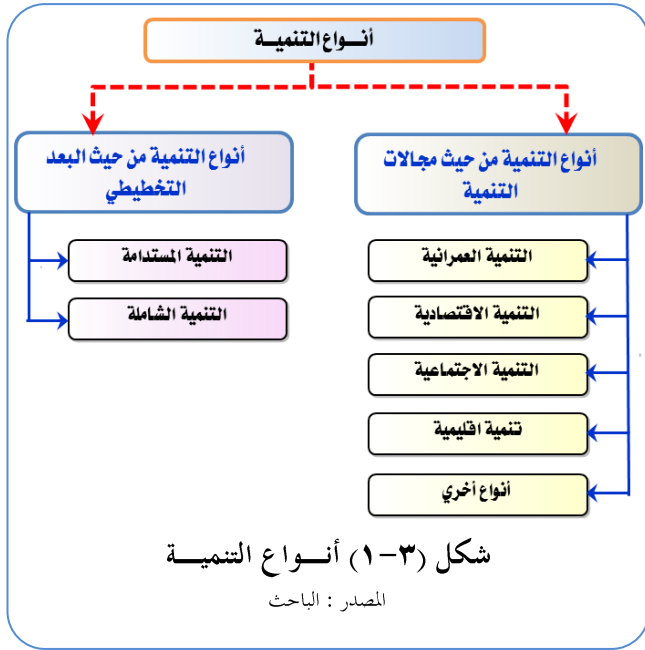 أنـــواع التنميـــة
أنواع التنمية من حيث مجالات
التنمية
أنواع التنمية من حيث البعد
التخطيطي
التنمية العمرانية
التنمية الاقتصادية
التنمية الاجتماعية
تنمية اقليمية
أنواع أخري
التنمية المستدامة
التنمية الشاملة
شكل (٣-١) أنـــواع التنميـــة
المصدر : الباحث